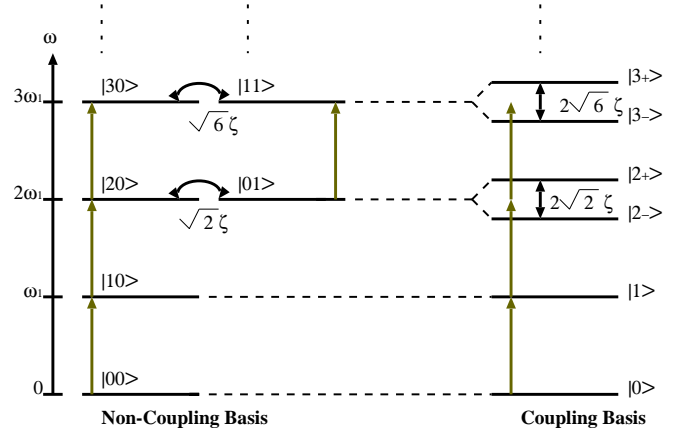 ω
|30> |11> |3+>
3ω₁ √6 ζ 2√6 ζ
|3−>
|20> |01> |2+>
2ω₁ √2 ζ 2√2 ζ
|2−>
|10>
ω₁ |1>
|00>
0 |0>
Non-Coupling Basis Coupling Basis